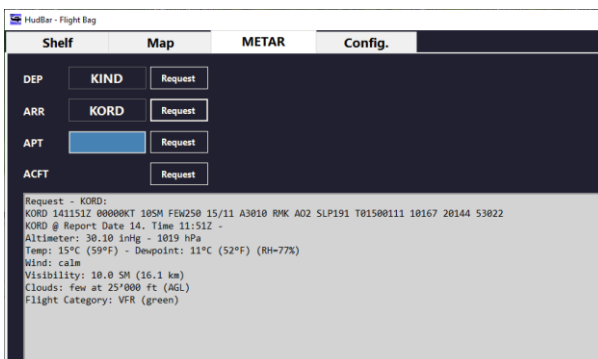 HudBar - Flight Bag
Shelf Map METAR Config.
DEP KIND Request
ARR KORD Request
APT Request
ACFT Request
Request - KORD:
KORD 141151Z 00000KT 10SM FEW250 15/11 A3010 RMK AO2 SLP191 T01500111 10167 20144 53022
KORD @ Report Date 14. Time 11:51Z -
Altimeter: 30.10 inHg - 1019 hPa
Temp: 15°C (59°F) - Dewpoint: 11°C (52°F) (RH=77%)
Wind: calm
Visibility: 10.0 SM (16.1 km)
Clouds: few at 25'000 ft (AGL)
Flight Category: VFR (green)